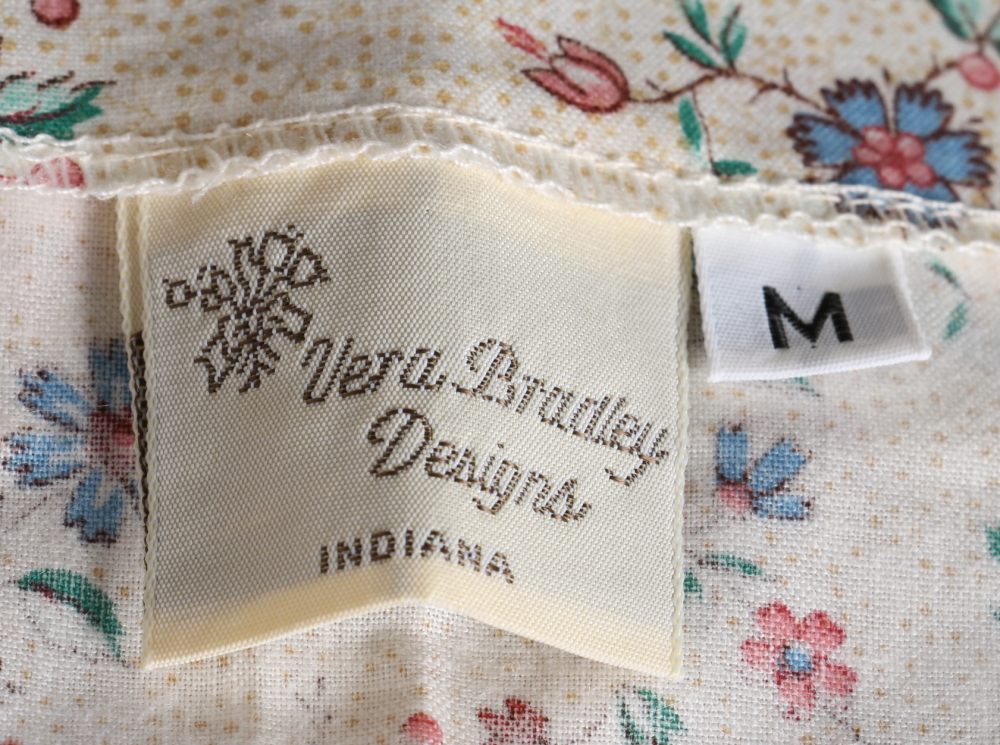 Vera Bradley
Designs
INDIANA
M